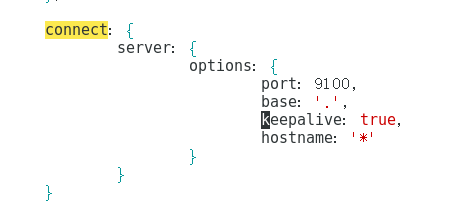 connect: {
server: {
options: {
port: 9100,
base: '.',
keepalive: true,
hostname: '*'
}
}
}